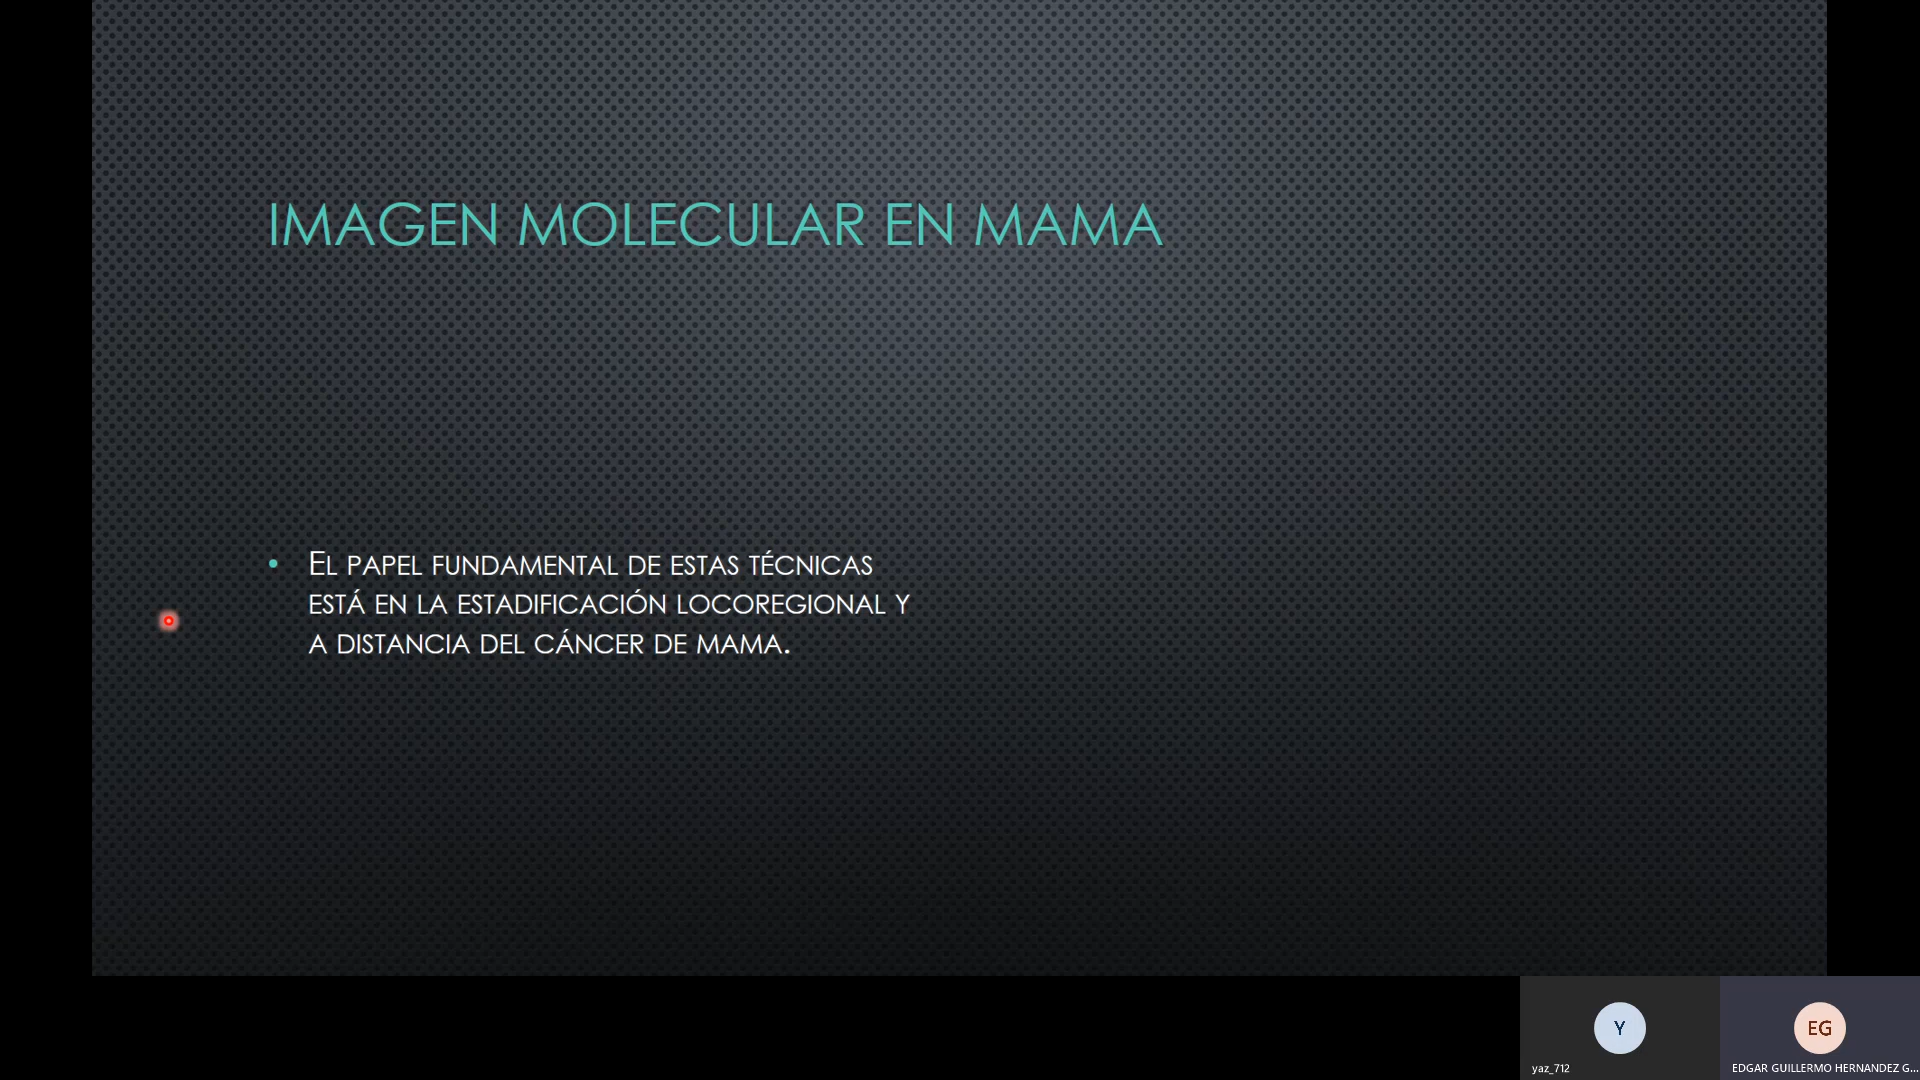 IMAGEN MOLECULAR EN MAMA
• El papel fundamental de estas técnicas
está en la estadificación locoregional y
a distancia del cáncer de mama.
Y
EG
yaz_712
EDGAR GUILLERMO HERNANDEZ G...